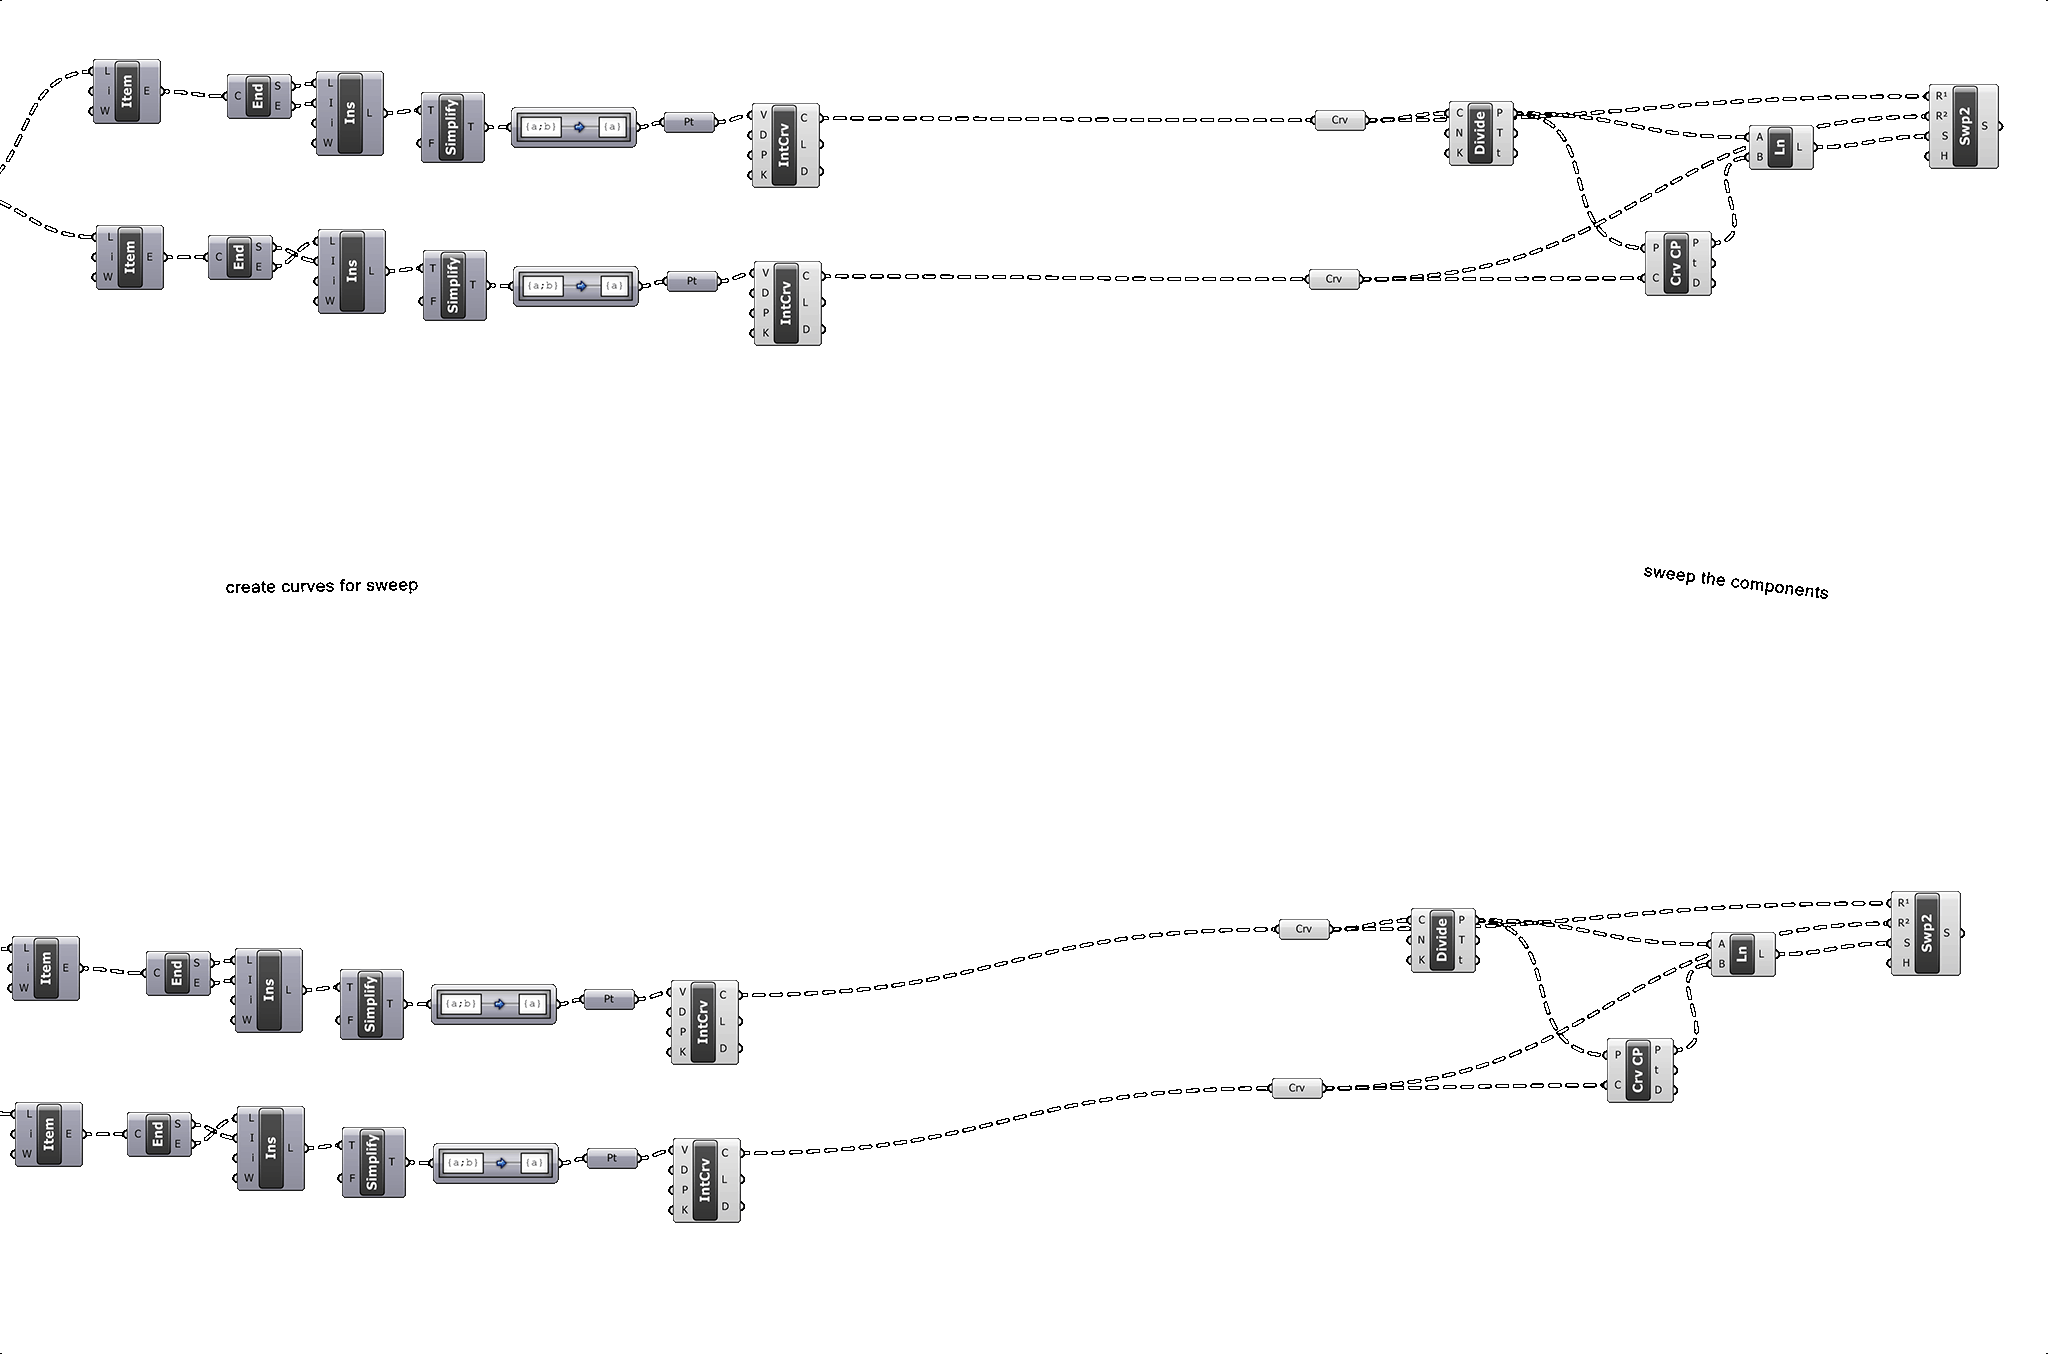 L i W Item E
C End S E
L I i W Ins L
T F Simplify T
{a;b} {a}
Pt
V D P K IntCrv C L D
Crv
C N K Divide P T t
A B Ln L
R¹ R² S H Swp2 S
L i W Item E
C End S E
L I i W Ins L
T F Simplify T
{a;b} {a}
Pt
V D P K IntCrv C L D
Crv
P C Crv CP P t D
create curves for sweep
sweep the components
L i W Item E
C End S E
L I i W Ins L
T F Simplify T
{a;b} {a}
Pt
V D P K IntCrv C L D
Crv
C N K Divide P T t
A B Ln L
R¹ R² S H Swp2 S
L i W Item E
C End S E
L I i W Ins L
T F Simplify T
{a;b} {a}
Pt
V D P K IntCrv C L D
Crv
P C Crv CP P t D